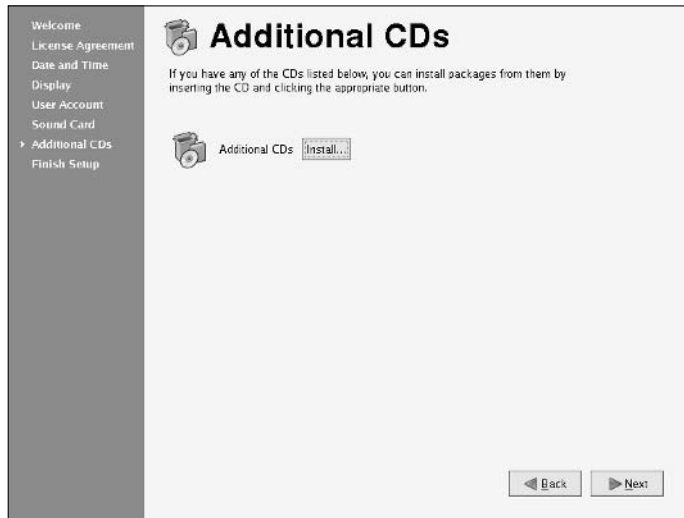 Welcome
License Agreement
Date and Time
Display
User Account
Sound Card
Additional CDs
Finish Setup
Additional CDs
If you have any of the CDs listed below, you can install packages from them by
inserting the CD and clicking the appropriate button.
Additional CDs Install...
Back Next